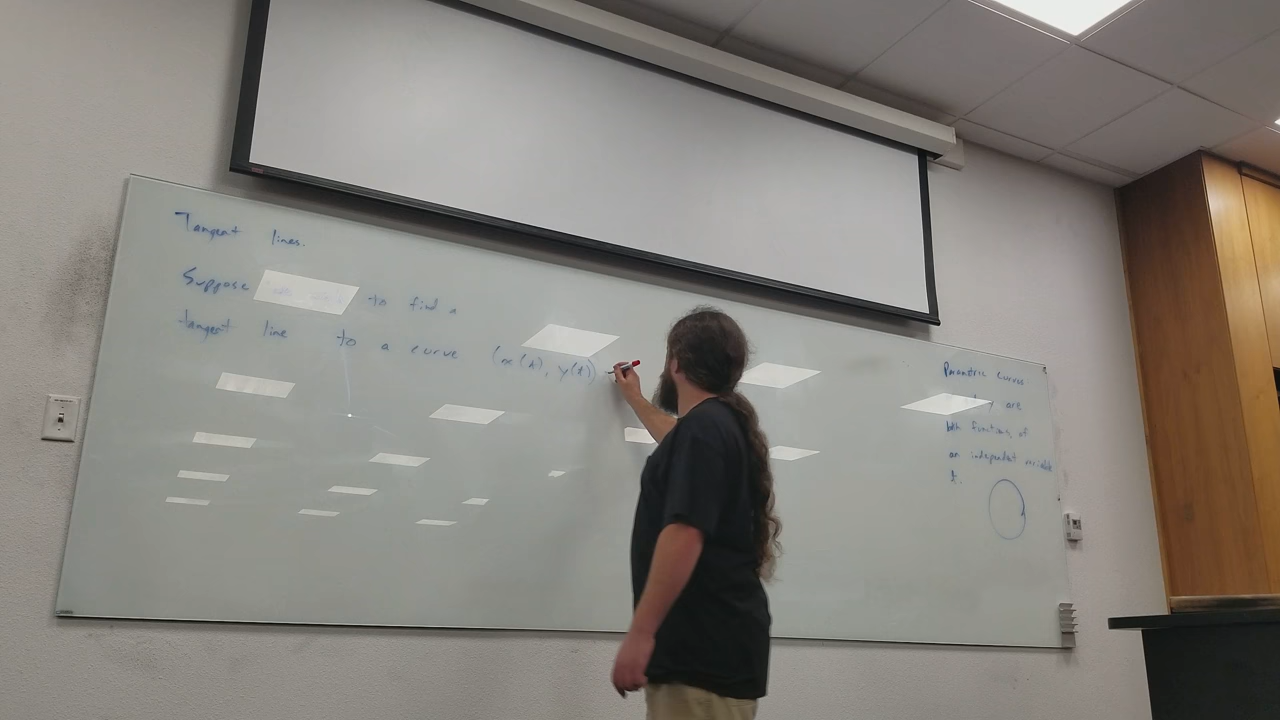 Tangent lines.
Suppose to find a
tangent line to a curve (x(t), y(t))
Parametric curves
y are
both functions of
an independent variable
t.